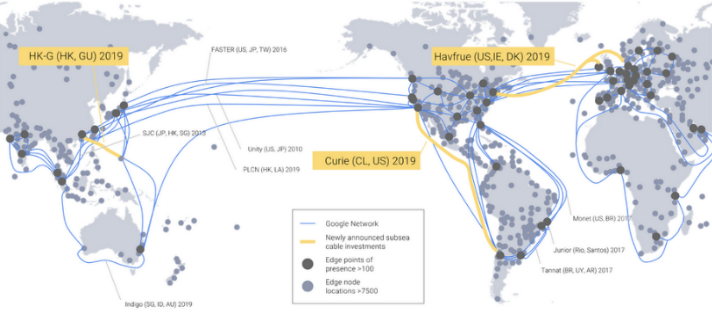 HK-G (HK, GU) 2019
FASTER (US, JP, TW) 2016
Havfrue (US,IE, DK) 2019
SJC (JP, HK, SG) 2013
Unity (US, JP) 2010
PLCN (HK, LA) 2019
Curie (CL, US) 2019
Google Network
Newly announced subsea
cable investments
Edge points of
presence >100
Edge node
locations >7500
Monet (US, BR) 2017
Junior (Rio, Santos) 2017
Tannat (BR, UY, AR) 2017
Indigo (SG, ID, AU) 2019